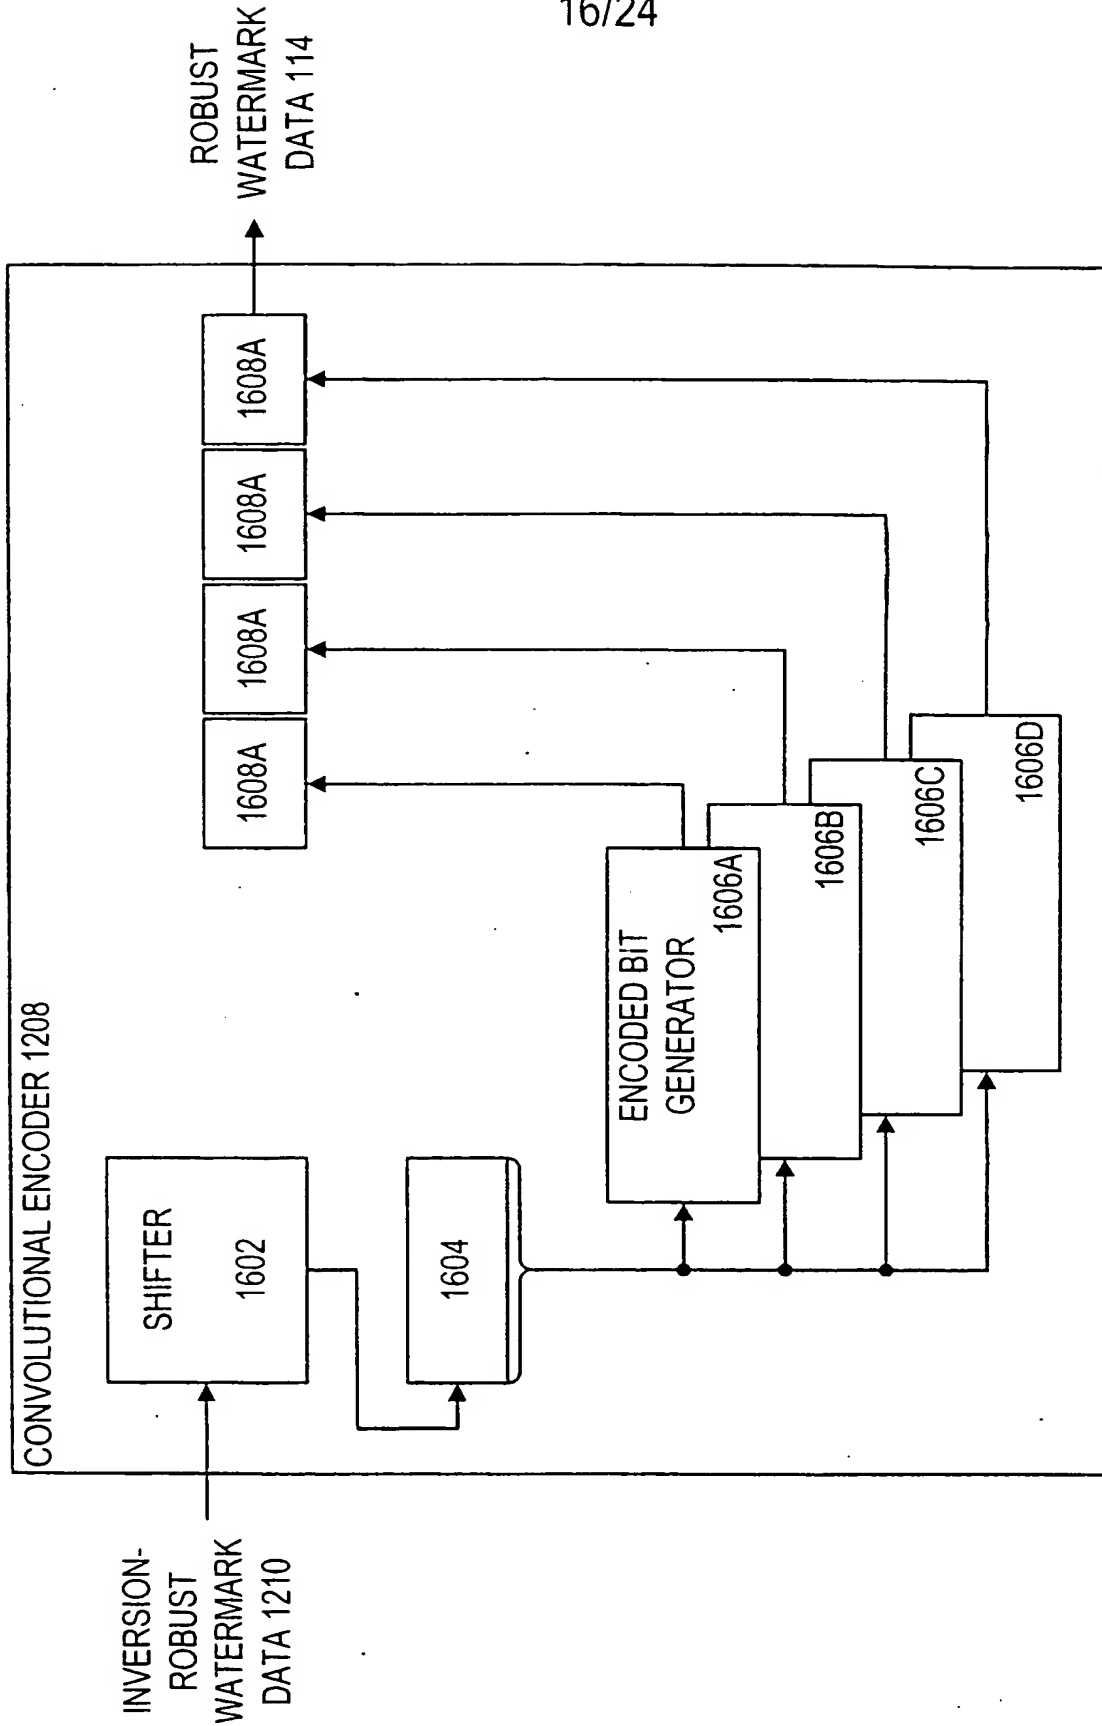 16/24
CONVOLUTIONAL ENCODER 1208
INVERSION-
ROBUST
WATERMARK
DATA 1210
SHIFTER
1602
1604
ENCODED BIT
GENERATOR
1606A
1606B
1606C
1606D
1608A
1608A
1608A
1608A
ROBUST
WATERMARK
DATA 114